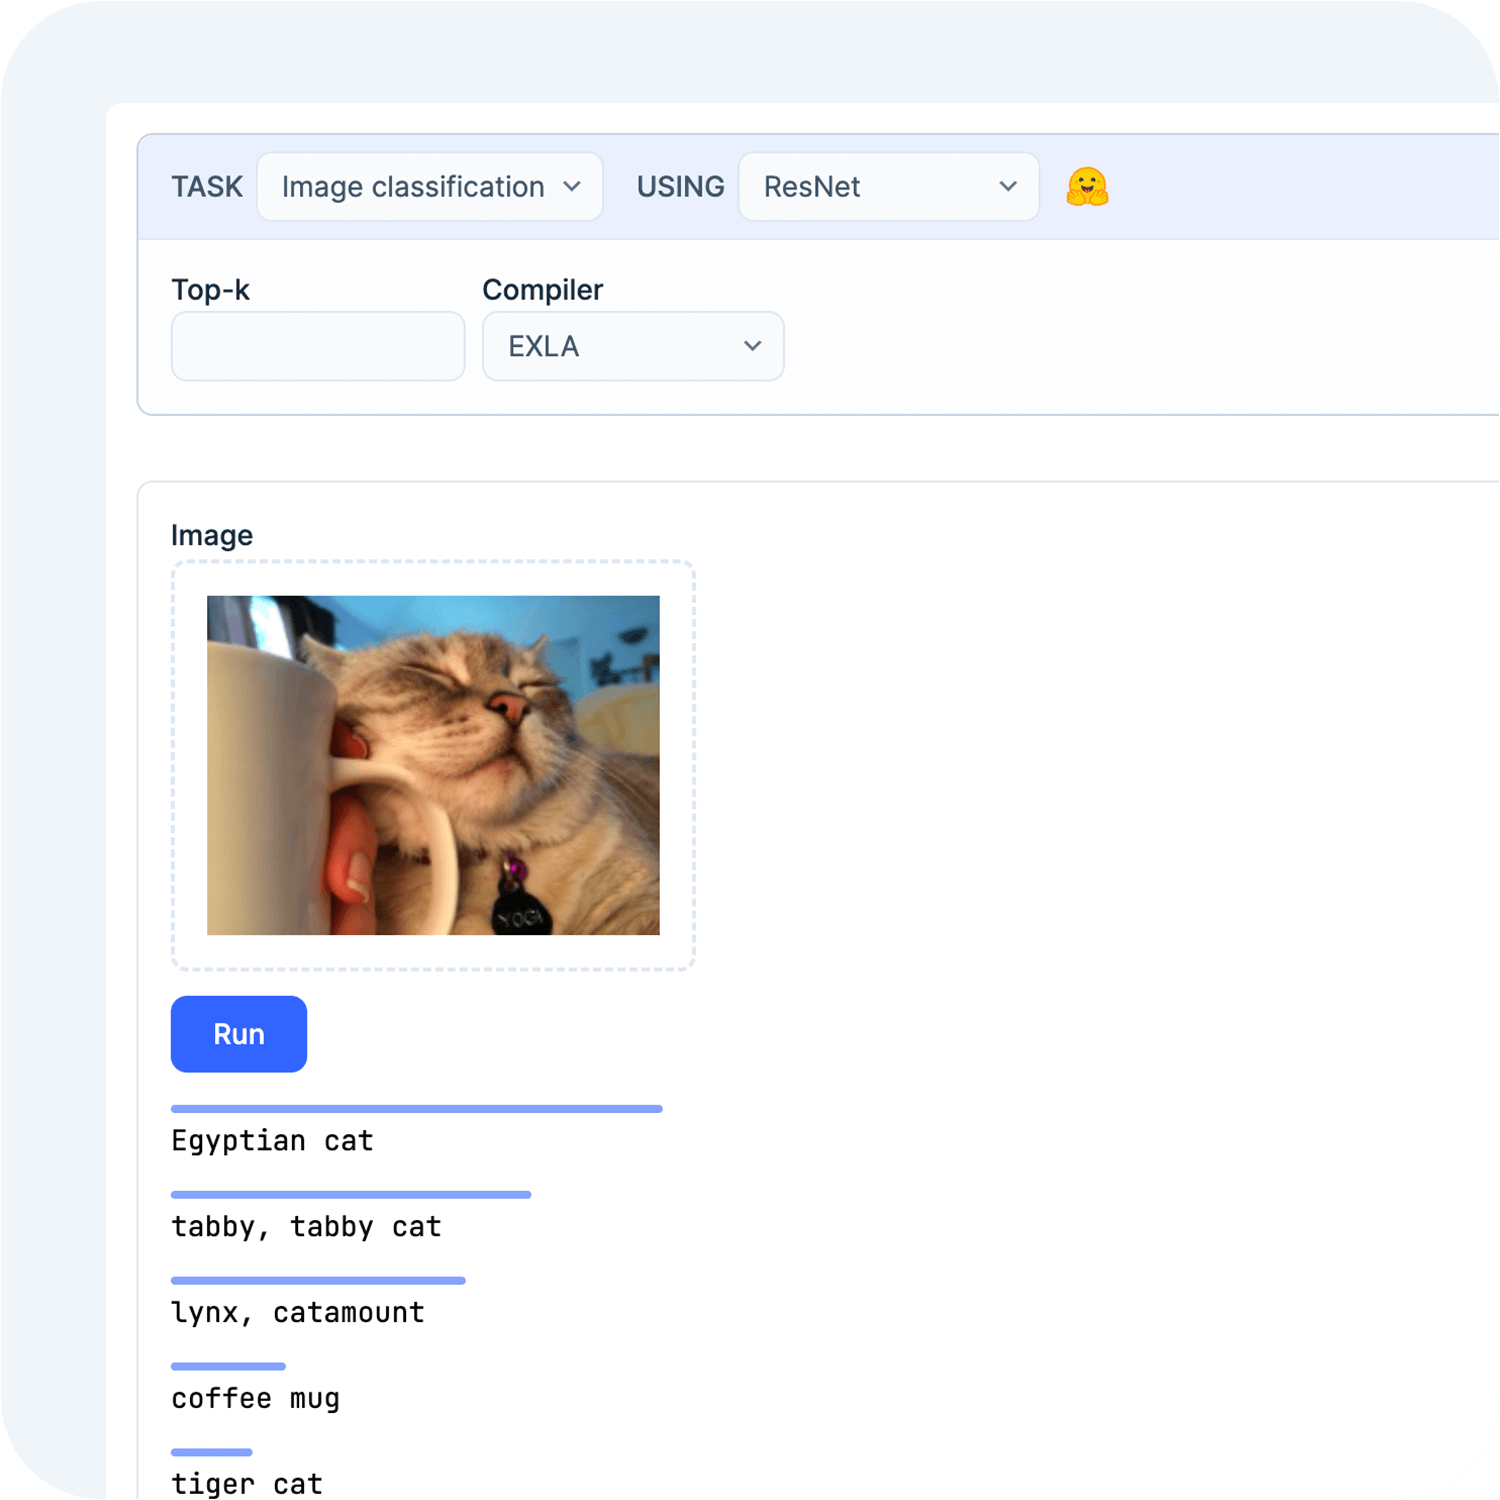 TASK Image classification USING ResNet
Top-k Compiler
EXLA
Image
YOGI
Run
Egyptian cat
tabby, tabby cat
lynx, catamount
coffee mug
tiger cat